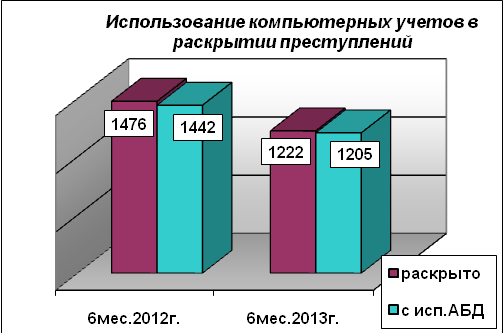 Использование компьютерных учетов в
раскрытии преступлений
1476
1442
1222
1205
6мес.2012г.
6мес.2013г.
раскрыто
с исп.АБД